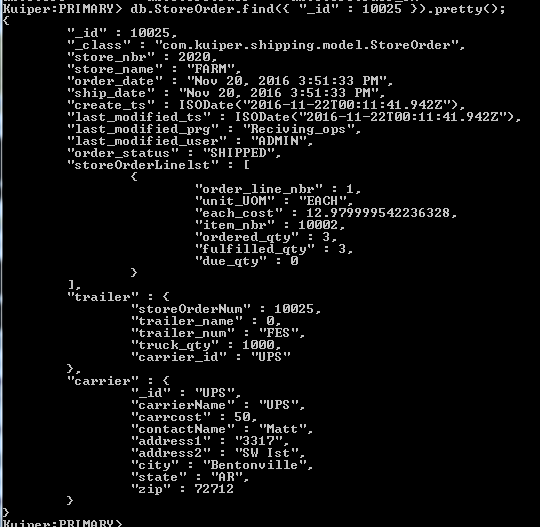 Kuiper:PRIMARY> db.StoreOrder.find({ "_id" : 10025 }).pretty();
{
"_id" : 10025,
"_class" : "com.kuiper.shipping.model.StoreOrder",
"store_nbr" : 2020,
"store_name" : "FARM",
"order_date" : "Nov 20, 2016 3:51:33 PM",
"ship_date" : "Nov 20, 2016 3:51:33 PM",
"create_ts" : ISODate("2016-11-22T00:11:41.942Z"),
"last_modified_ts" : ISODate("2016-11-22T00:11:41.942Z"),
"last_modified_prg" : "Reciving_ops",
"last_modified_user" : "ADMIN",
"order_status" : "SHIPPED",
"storeOrderLinelst" : [
{
"order_line_nbr" : 1,
"unit_UOM" : "EACH",
"each_cost" : 12.979999542236328,
"item_nbr" : 10002,
"ordered_qty" : 3,
"fulfilled_qty" : 3,
"due_qty" : 0
}
],
"trailer" : {
"storeOrderNum" : 10025,
"trailer_name" : 0,
"trailer_num" : "FES",
"truck_qty" : 1000,
"carrier_id" : "UPS"
},
"carrier" : {
"_id" : "UPS",
"carrierName" : "UPS",
"carrcost" : 50,
"contactName" : "Matt",
"address1" : "3317",
"address2" : "SW Ist",
"city" : "Bentonville",
"state" : "AR",
"zip" : 72712
}
}
Kuiper:PRIMARY>